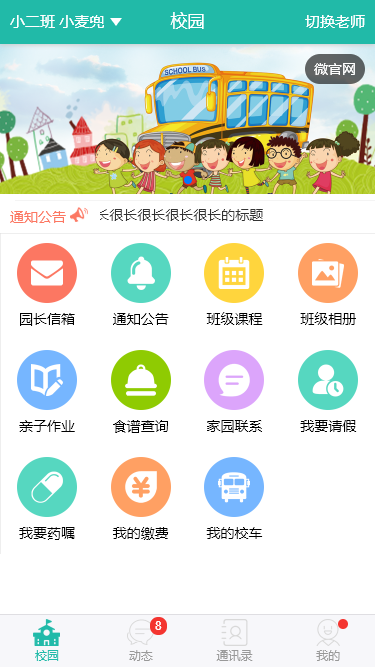 小二班 小麦兜
校园
切换老师
SCHOOL BUS
微官网
通知公告
长很长很长很长很长的标题
园长信箱
通知公告
班级课程
班级相册
亲子作业
食谱查询
家园联系
我要请假
我要药嘱
我的缴费
我的校车
校园
动态
8
通讯录
我的